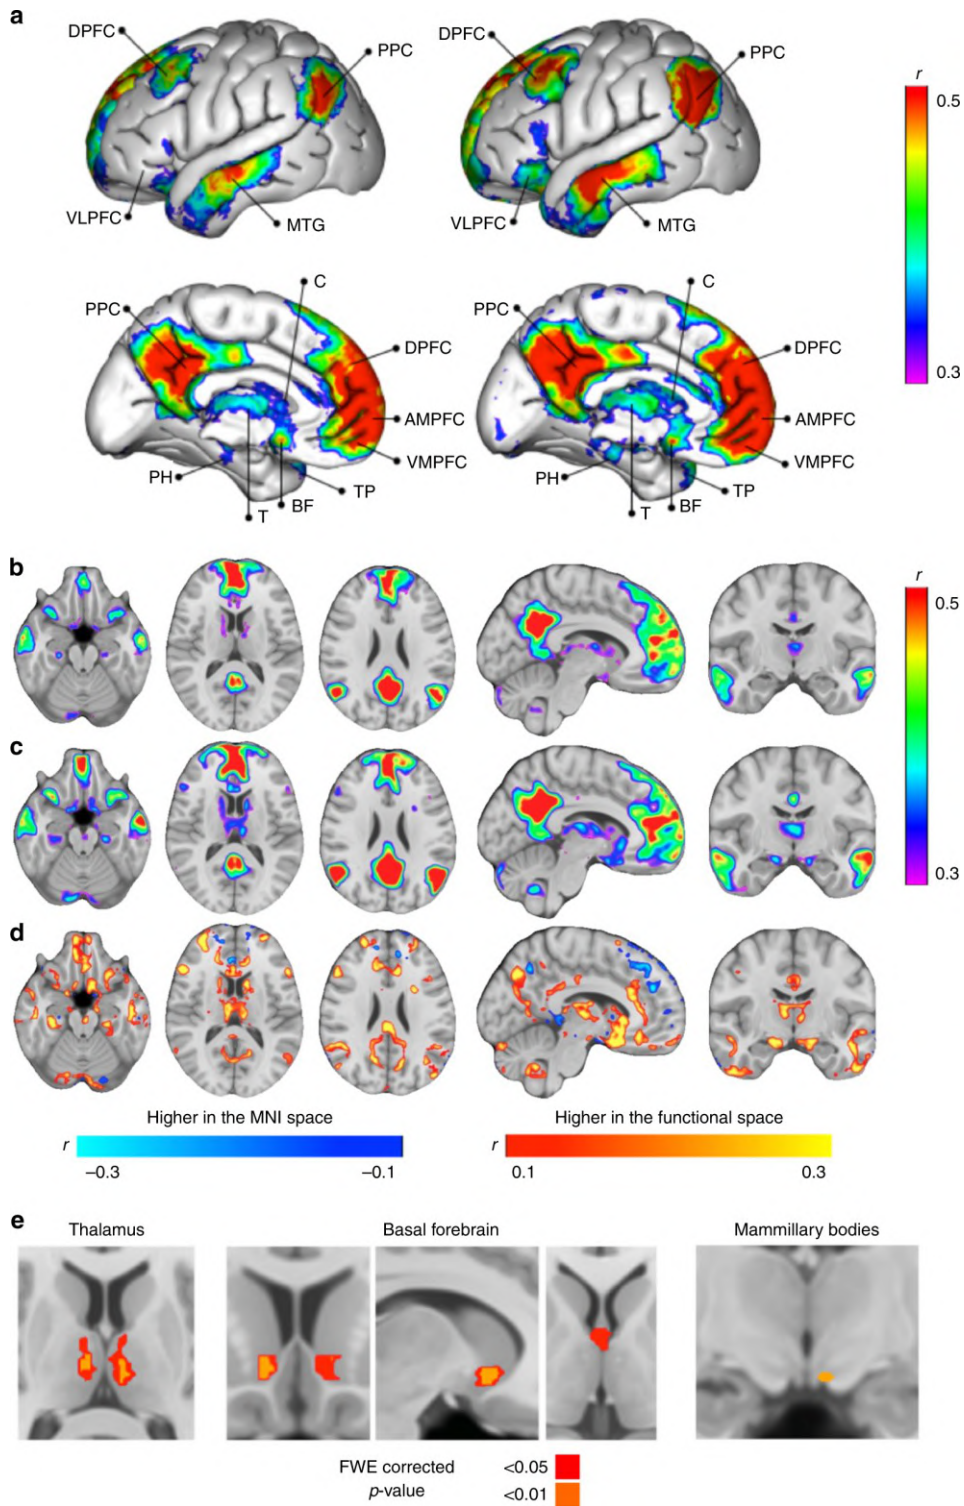 a
DPFC
PPC
VLPFC
MTG
DPFC
PPC
VLPFC
MTG
r
0.5
0.3
PPC
C
DPFC
AMPFC
VMPFC
PH
T
BF
TP
PPC
C
DPFC
AMPFC
VMPFC
PH
T
BF
TP
b
r
0.5
0.3
c
d
Higher in the MNI space
r
−0.3
−0.1
Higher in the functional space
r
0.1
0.3
e
Thalamus
Basal forebrain
Mammillary bodies
FWE corrected <0.05
p-value <0.01